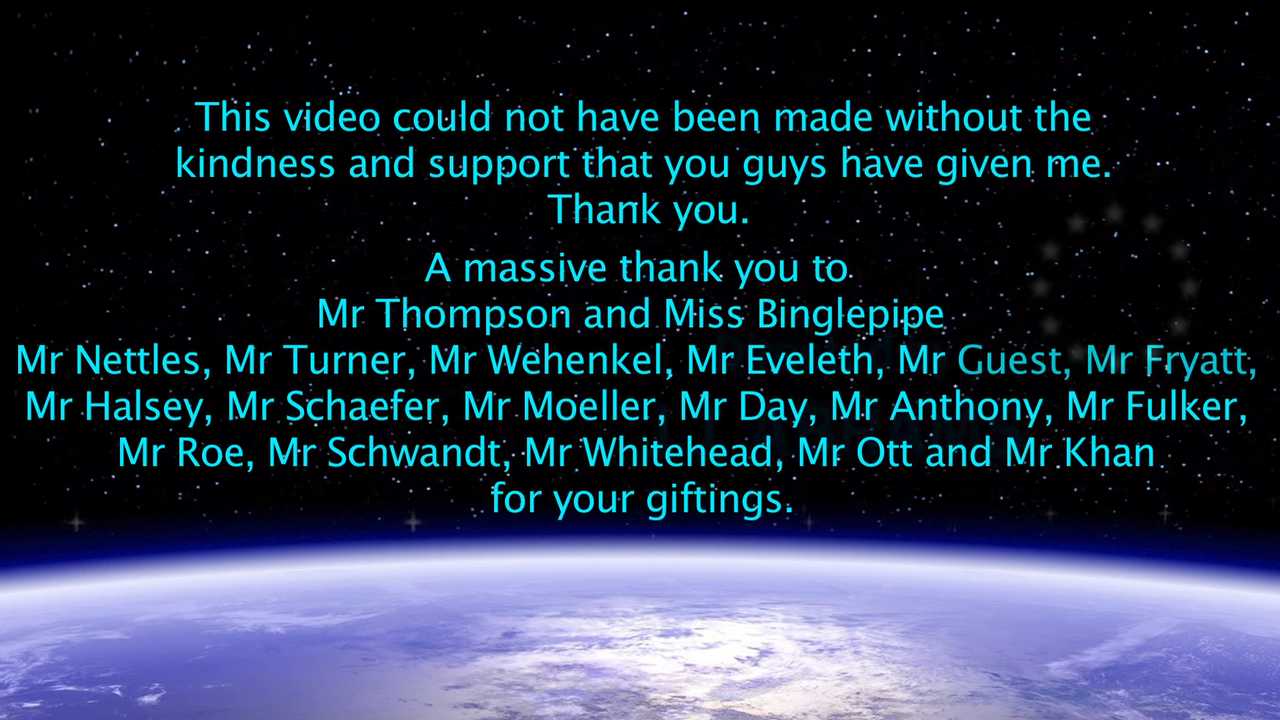 This video could not have been made without the
kindness and support that you guys have given me.
Thank you.
A massive thank you to
Mr Thompson and Miss Binglepipe
Mr Nettles, Mr Turner, Mr Wehenkel, Mr Eveleth, Mr Guest, Mr Fryatt,
Mr Halsey, Mr Schaefer, Mr Moeller, Mr Day, Mr Anthony, Mr Fulker,
Mr Roe, Mr Schwandt, Mr Whitehead, Mr Ott and Mr Khan
for your giftings.